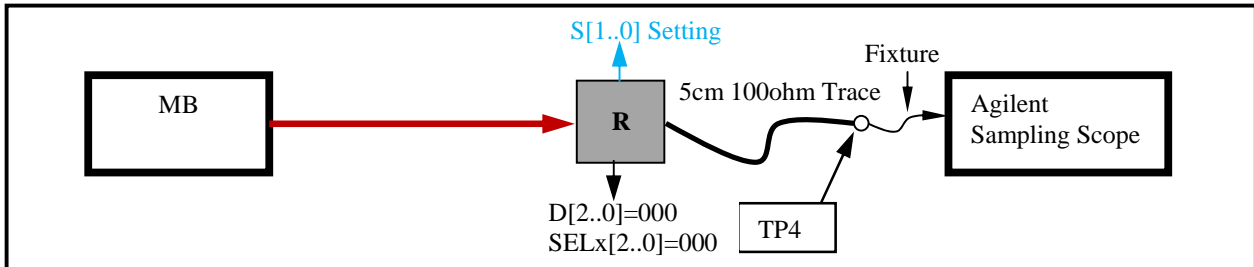 S[1..0] Setting
Fixture
MB
5cm 100ohm Trace
Agilent
Sampling Scope
R
D[2..0]=000
SELx[2..0]=000
TP4